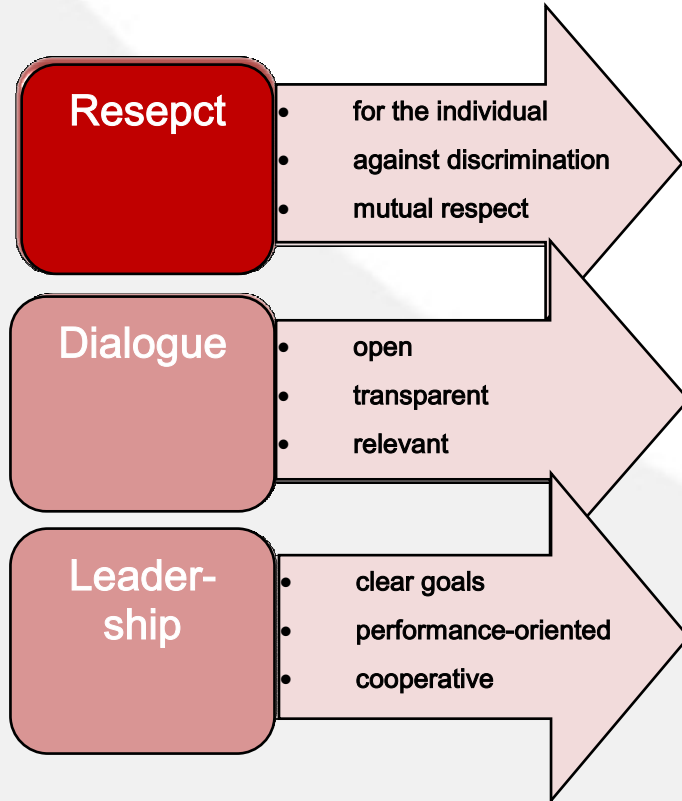 Resepct
• for the individual
• against discrimination
• mutual respect
Dialogue
• open
• transparent
• relevant
Leader-
ship
• clear goals
• performance-oriented
• cooperative